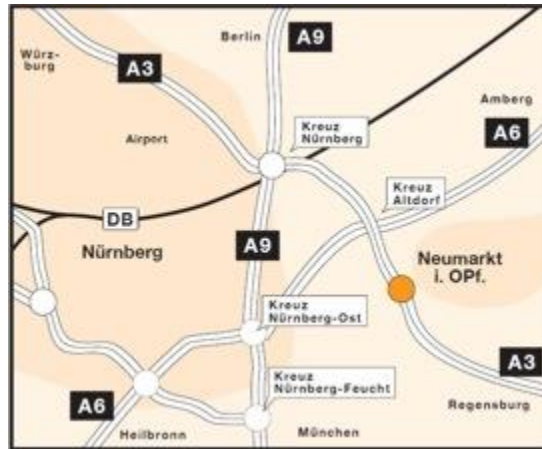 Berlin
A9
Würz-
burg
A3
Amberg
A6
Airport
Kreuz
Nürnberg
Kreuz
Altdorf
DB
Nürnberg
A9
Neumarkt
i. OPf.
Kreuz
Nürnberg-Ost
Kreuz
Nürnberg-Feucht
A3
A6
Regensburg
Heilbronn
München